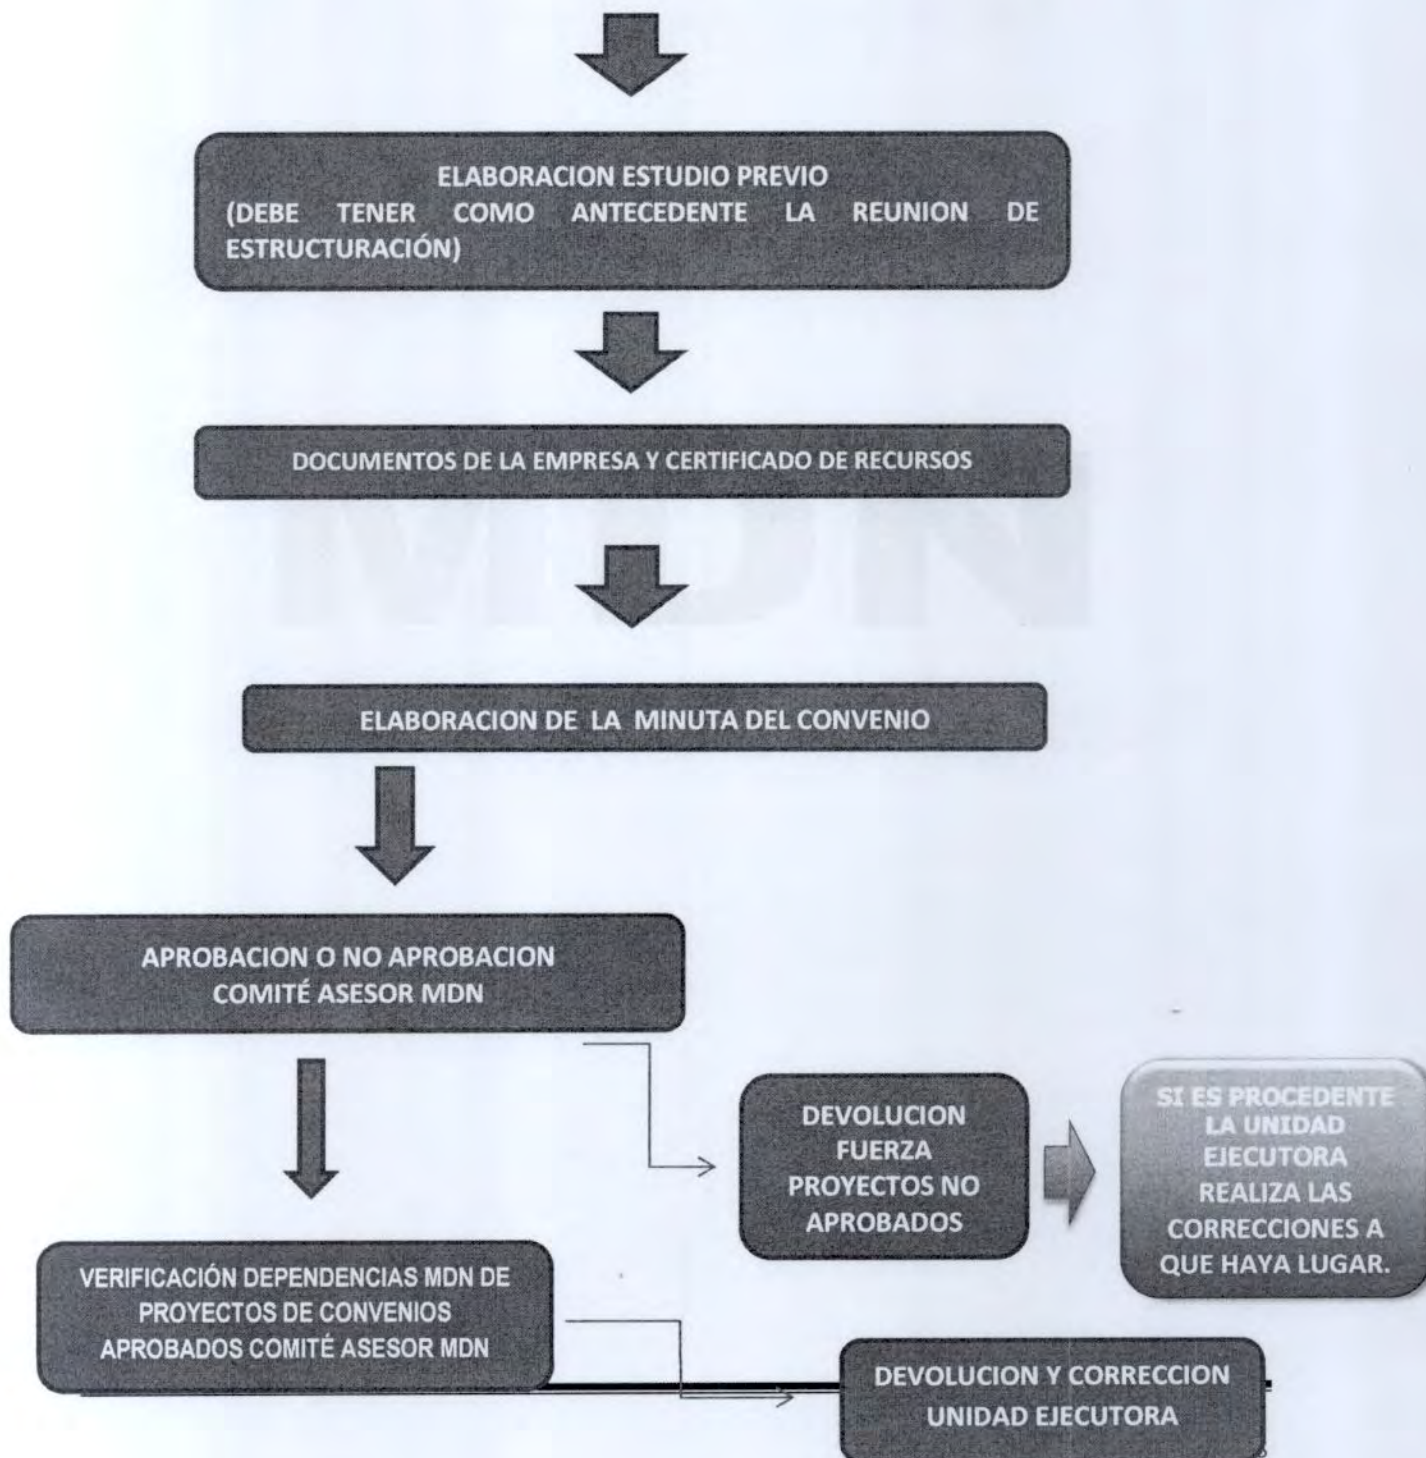 ELABORACION ESTUDIO PREVIO
(DEBE TENER COMO ANTECEDENTE LA REUNION DE
ESTRUCTURACIÓN)
DOCUMENTOS DE LA EMPRESA Y CERTIFICADO DE RECURSOS
MDN
ELABORACION DE LA MINUTA DEL CONVENIO
APROBACION O NO APROBACION
COMITÉ ASESOR MDN
DEVOLUCION
FUERZA
PROYECTOS NO
APROBADOS
SI ES PROCEDENTE
LA UNIDAD
EJECUTORA
REALIZA LAS
CORRECCIONES A
QUE HAYA LUGAR.
VERIFICACIÓN DEPENDENCIAS MDN DE
PROYECTOS DE CONVENIOS
APROBADOS COMITÉ ASESOR MDN
DEVOLUCION Y CORRECCION
UNIDAD EJECUTORA